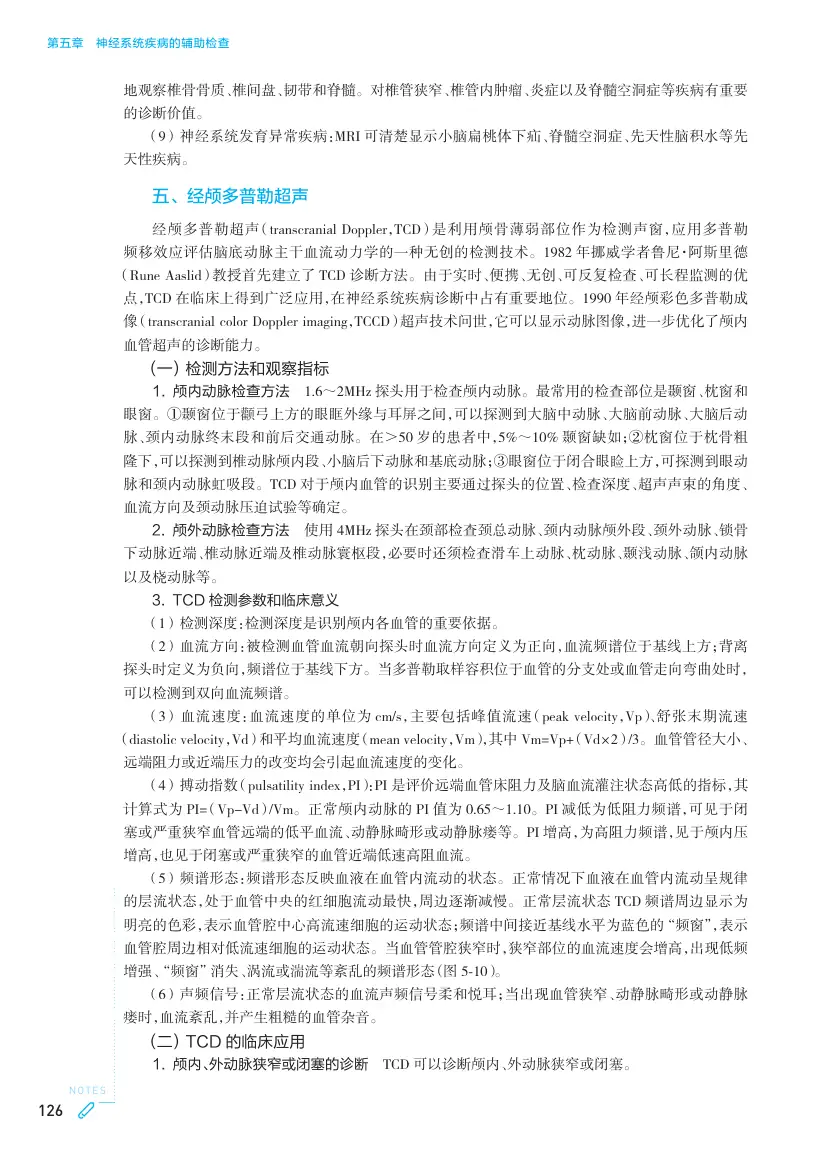 第五章 神经系统疾病的辅助检查
地观察椎骨骨质、椎间盘、韧带和脊髓。对椎管狭窄、椎管内肿瘤、炎症以及脊髓空洞症等疾病有重要
的诊断价值。
（9）神经系统发育异常疾病：MRI 可清楚显示小脑扁桃体下疝、脊髓空洞症、先天性脑积水等先
天性疾病。
五、经颅多普勒超声
经颅多普勒超声（transcranial Doppler，TCD）是利用颅骨薄弱部位作为检测声窗，应用多普勒
频移效应评估脑底动脉主干血流动力学的一种无创的检测技术。1982 年挪威学者鲁尼·阿斯里德
（Rune Aaslid）教授首先建立了 TCD 诊断方法。由于实时、便携、无创、可反复检查、可长程监测的优
点，TCD 在临床上得到广泛应用，在神经系统疾病诊断中占有重要地位。1990 年经颅彩色多普勒成
像（transcranial color Doppler imaging，TCCD）超声技术问世，它可以显示动脉图像，进一步优化了颅内
血管超声的诊断能力。
（一）检测方法和观察指标
1. 颅内动脉检查方法 1.6～2MHz 探头用于检查颅内动脉。最常用的检查部位是颞窗、枕窗和
眼窗。①颞窗位于颧弓上方的眼眶外缘与耳屏之间，可以探测到大脑中动脉、大脑前动脉、大脑后动
脉、颈内动脉终末段和前后交通动脉。在＞50 岁的患者中，5%～10% 颞窗缺如；②枕窗位于枕骨粗
隆下，可以探测到椎动脉颅内段、小脑后下动脉和基底动脉；③眼窗位于闭合眼睑上方，可探测到眼动
脉和颈内动脉虹吸段。TCD 对于颅内血管的识别主要通过探头的位置、检查深度、超声声束的角度、
血流方向及颈动脉压迫试验等确定。
2. 颅外动脉检查方法 使用 4MHz 探头在颈部检查颈总动脉、颈内动脉颅外段、颈外动脉、锁骨
下动脉近端、椎动脉近端及椎动脉寰枢段，必要时还须检查滑车上动脉、枕动脉、颞浅动脉、颌内动脉
以及桡动脉等。
3. TCD 检测参数和临床意义
（1）检测深度：检测深度是识别颅内各血管的重要依据。
（2）血流方向：被检测血管血流朝向探头时血流方向定义为正向，血流频谱位于基线上方；背离
探头时定义为负向，频谱位于基线下方。当多普勒取样容积位于血管的分支处或血管走向弯曲处时，
可以检测到双向血流频谱。
（3）血流速度：血流速度的单位为 cm/s，主要包括峰值流速（peak velocity，Vp）、舒张末期流速
（diastolic velocity，Vd）和平均血流速度（mean velocity，Vm），其中 Vm=Vp+（Vd×2）/3。血管管径大小、
远端阻力或近端压力的改变均会引起血流速度的变化。
（4）搏动指数（pulsatility index，PI）：PI 是评价远端血管床阻力及脑血流灌注状态高低的指标，其
计算式为 PI=（Vp–Vd）/Vm。正常颅内动脉的 PI 值为 0.65～1.10。PI 减低为低阻力频谱，可见于闭
塞或严重狭窄血管远端的低平血流、动静脉畸形或动静脉瘘等。PI 增高，为高阻力频谱，见于颅内压
增高，也见于闭塞或严重狭窄的血管近端低速高阻血流。
（5）频谱形态：频谱形态反映血液在血管内流动的状态。正常情况下血液在血管内流动呈规律
的层流状态，处于血管中央的红细胞流动最快，周边逐渐减慢。正常层流状态 TCD 频谱周边显示为
明亮的色彩，表示血管腔中心高流速细胞的运动状态；频谱中间接近基线水平为蓝色的“频窗”，表示
血管腔周边相对低流速细胞的运动状态。当血管管腔狭窄时，狭窄部位的血流速度会增高，出现低频
增强、“频窗”消失、涡流或湍流等紊乱的频谱形态（图 5-10）。
（6）声频信号：正常层流状态的血流声频信号柔和悦耳；当出现血管狭窄、动静脉畸形或动静脉
瘘时，血流紊乱，并产生粗糙的血管杂音。
（二）TCD 的临床应用
1. 颅内、外动脉狭窄或闭塞的诊断 TCD 可以诊断颅内、外动脉狭窄或闭塞。
NOTES
126